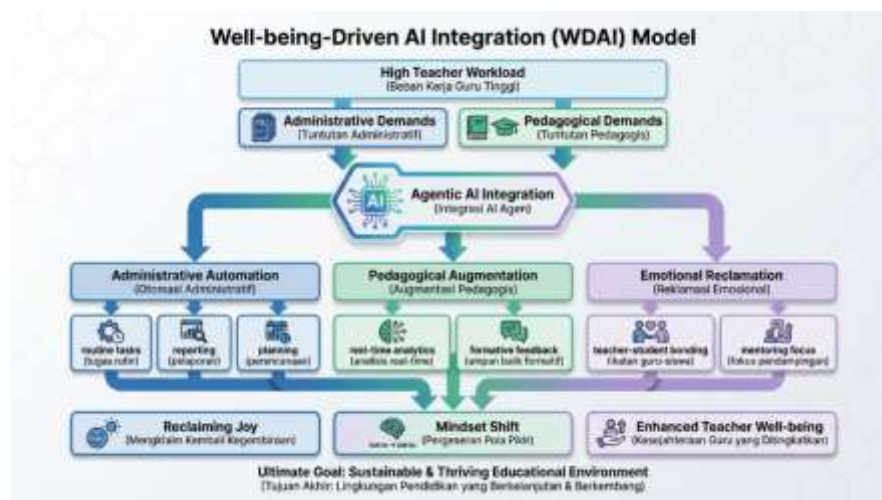 Well-being-Driven AI Integration (WDAI) Model
High Teacher Workload
(Beban Kerja Guru Tinggi)
Administrative Demands
(Tuntutan Administratif)
Pedagogical Demands
(Tuntutan Pedagogis)
AI
Agentic AI Integration
(Integrasi AI Agen)
Administrative Automation
(Otomasi Administratif)
Pedagogical Augmentation
(Augmentasi Pedagogis)
Emotional Reclamation
(Reklamasi Emosional)
routine tasks
(tugas rutin)
reporting
(pelaporan)
planning
(perencanaan)
real-time analytics
(analisis real-time)
formative feedback
(umpan balik formatif)
teacher-student bonding
(ikatan guru-siswa)
mentoring focus
(fokus pendampingan)
Reclaiming Joy
(Mengklaim Kembali Kegembiraan)
Mindset Shift
(Pergeseran Pola Pikir)
Enhanced Teacher Well-being
(Kesejahteraan Guru yang Ditingkatkan)
Ultimate Goal: Sustainable & Thriving Educational Environment
(Tujuan Akhir: Lingkungan Pendidikan yang Berkelanjutan & Berkembang)